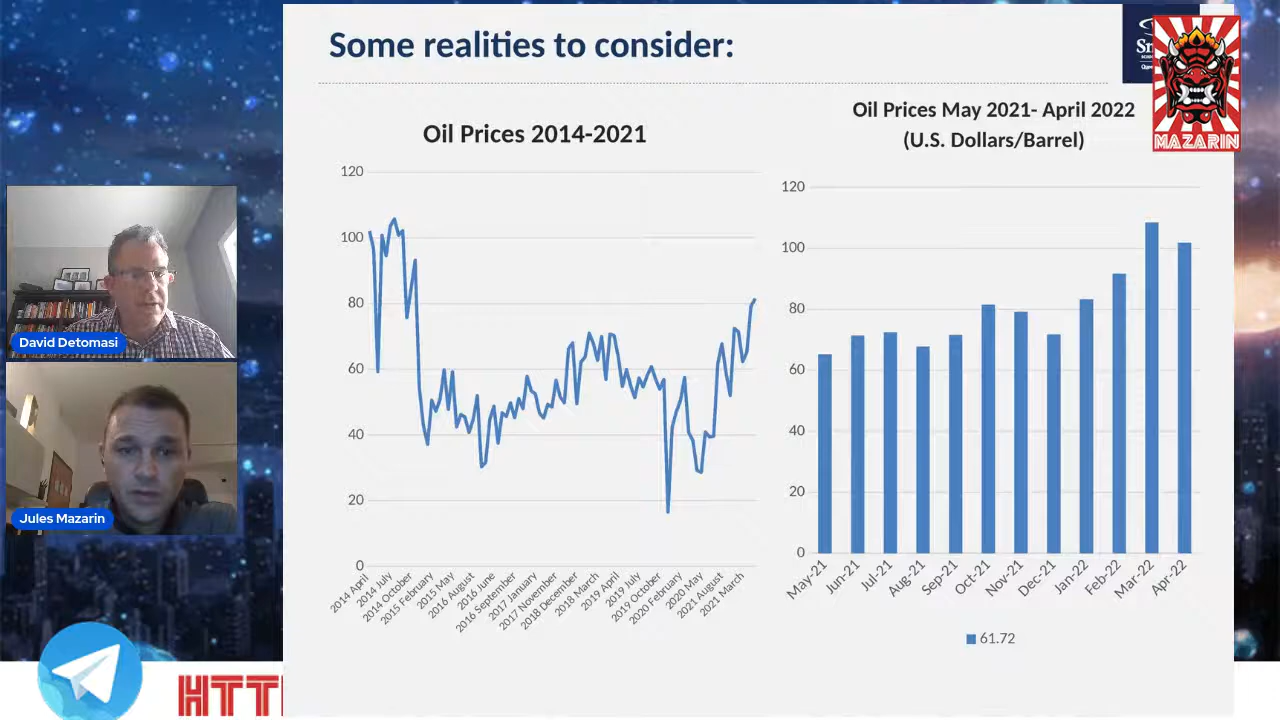 Some realities to consider:
MAZARIN
Oil Prices 2014-2021
120
100
80
60
40
20
0
2014 April
2014 July
2014 October
2015 February
2015 May
2016 August
2016 June
2016 September
2017 January
2017 November
2018 December
2018 March
2019 April
2019 July
2019 October
2020 February
2020 May
2021 August
2021 March
Oil Prices May 2021- April 2022
(U.S. Dollars/Barrel)
120
100
80
60
40
20
0
May-21
Jun-21
Jul-21
Aug-21
Sep-21
Oct-21
Nov-21
Dec-21
Jan-22
Feb-22
Mar-22
Apr-22
61.72
David Detomasi
Jules Mazarin
HTT